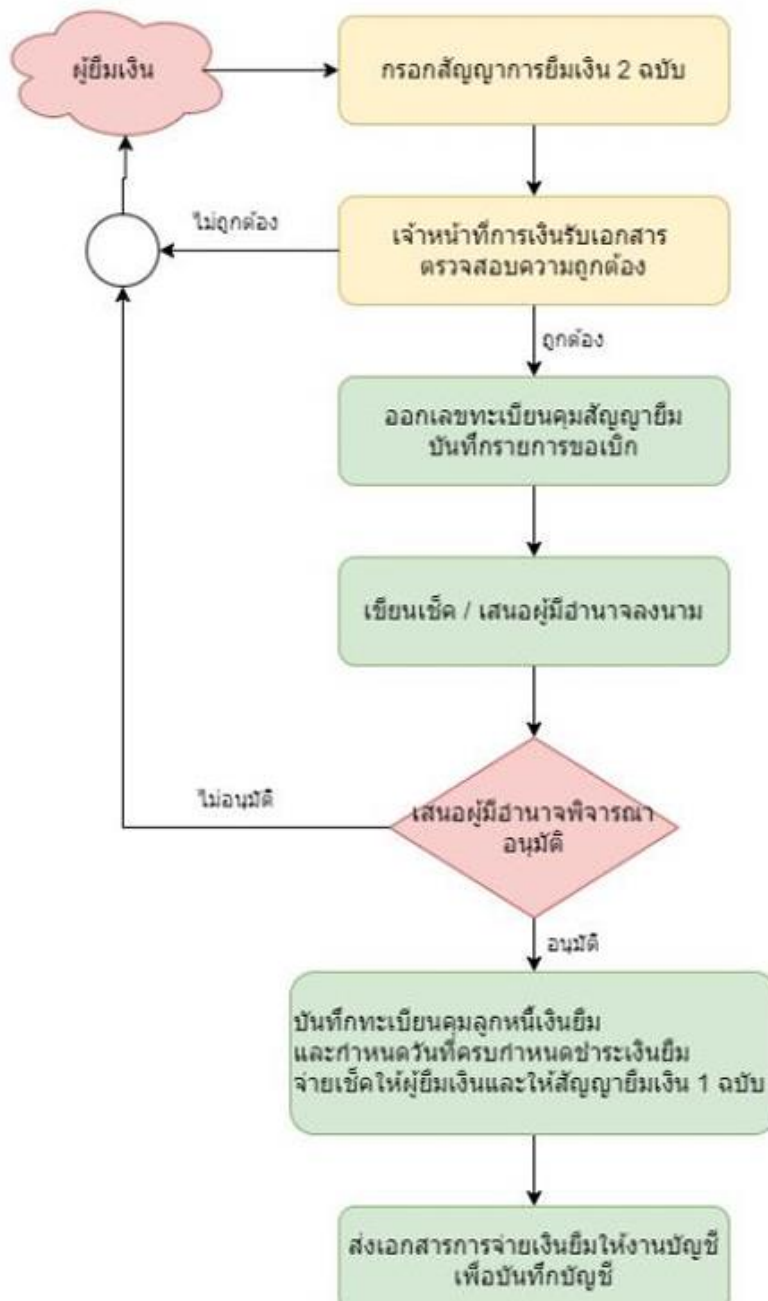 ผู้ยืมเงิน
กรอกสัญญาการยืมเงิน 2 ฉบับ
ไม่ถูกต้อง
เจ้าหน้าที่การเงินรับเอกสาร
ตรวจสอบความถูกต้อง
ถูกต้อง
ออกเลขทะเบียนคุมสัญญายืม
บันทึกรายการขอเบิก
เขียนเช็ค / เสนอผู้มีอำนาจลงนาม
ไม่อนุมัติ
เสนอผู้มีอำนาจพิจารณา
อนุมัติ
อนุมัติ
บันทึกทะเบียนคุมลูกหนี้เงินยืม
และกำหนดวันที่ครบกำหนดชำระเงินยืม
จ่ายเช็คให้ผู้ยืมเงินและให้สัญญายืมเงิน 1 ฉบับ
ส่งเอกสารการจ่ายเงินยืมให้งานบัญชี
เพื่อบันทึกบัญชี